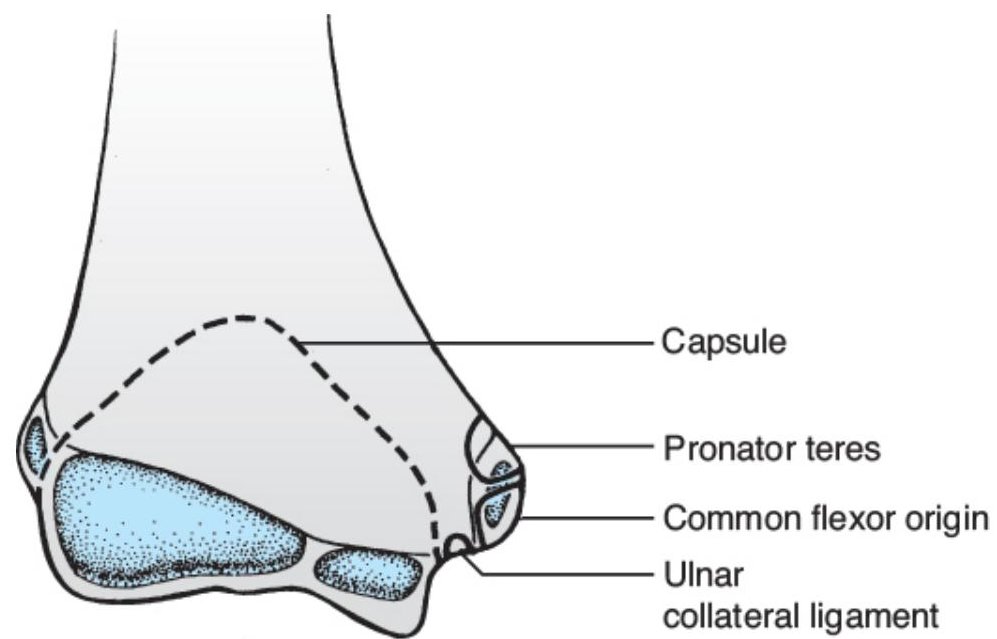 Capsule
Pronator teres
Common flexor origin
Ulnar
collateral ligament